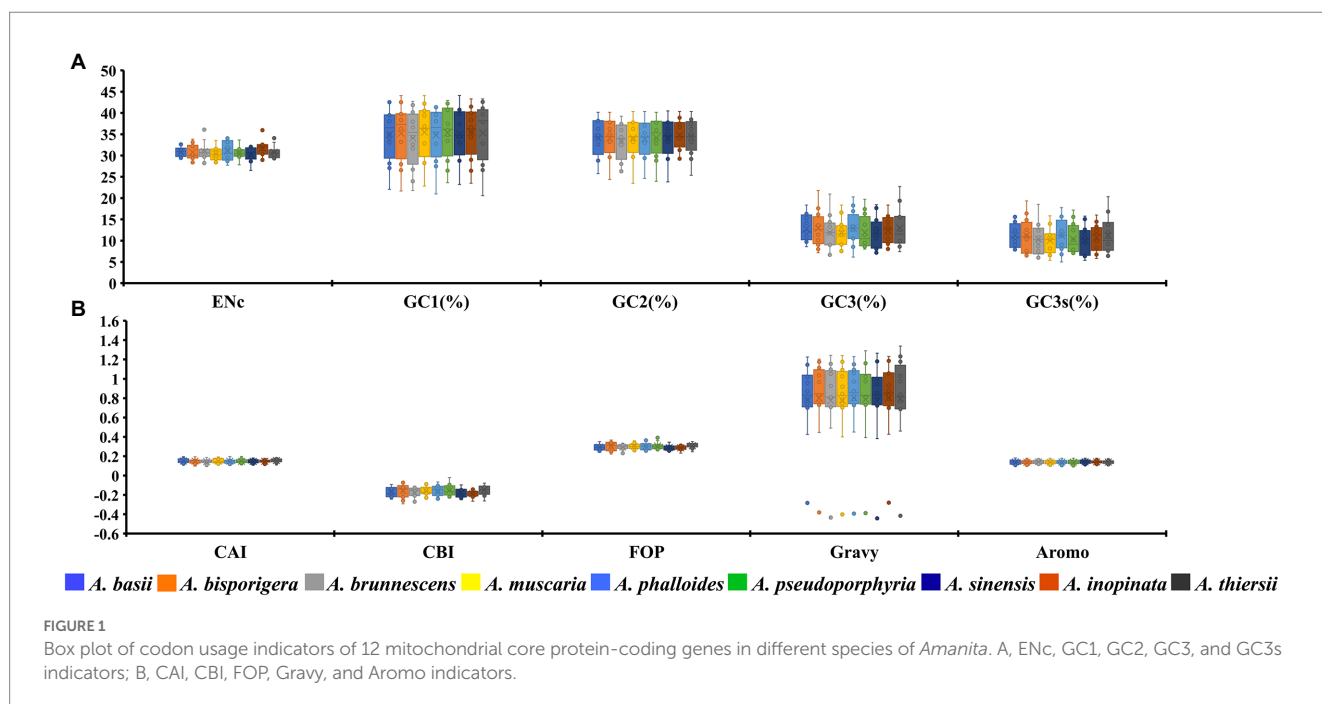 A
50
45
40
35
30
25
20
15
10
5
0
ENc GC1(%) GC2(%) GC3(%) GC3s(%)
B
1.6
1.4
1.2
1
0.8
0.6
0.4
0.2
0
-0.2
-0.4
-0.6
CAI CBI FOP Gravy Aromo
A. basii A. bisporigera A. brunnescens A. muscaria A. phalloides A. pseudoporphyria A. sinensis A. inopinata A. thiersii
FIGURE 1
Box plot of codon usage indicators of 12 mitochondrial core protein-coding genes in different species of Amanita. A, ENc, GC1, GC2, GC3, and GC3s
indicators; B, CAI, CBI, FOP, Gravy, and Aromo indicators.